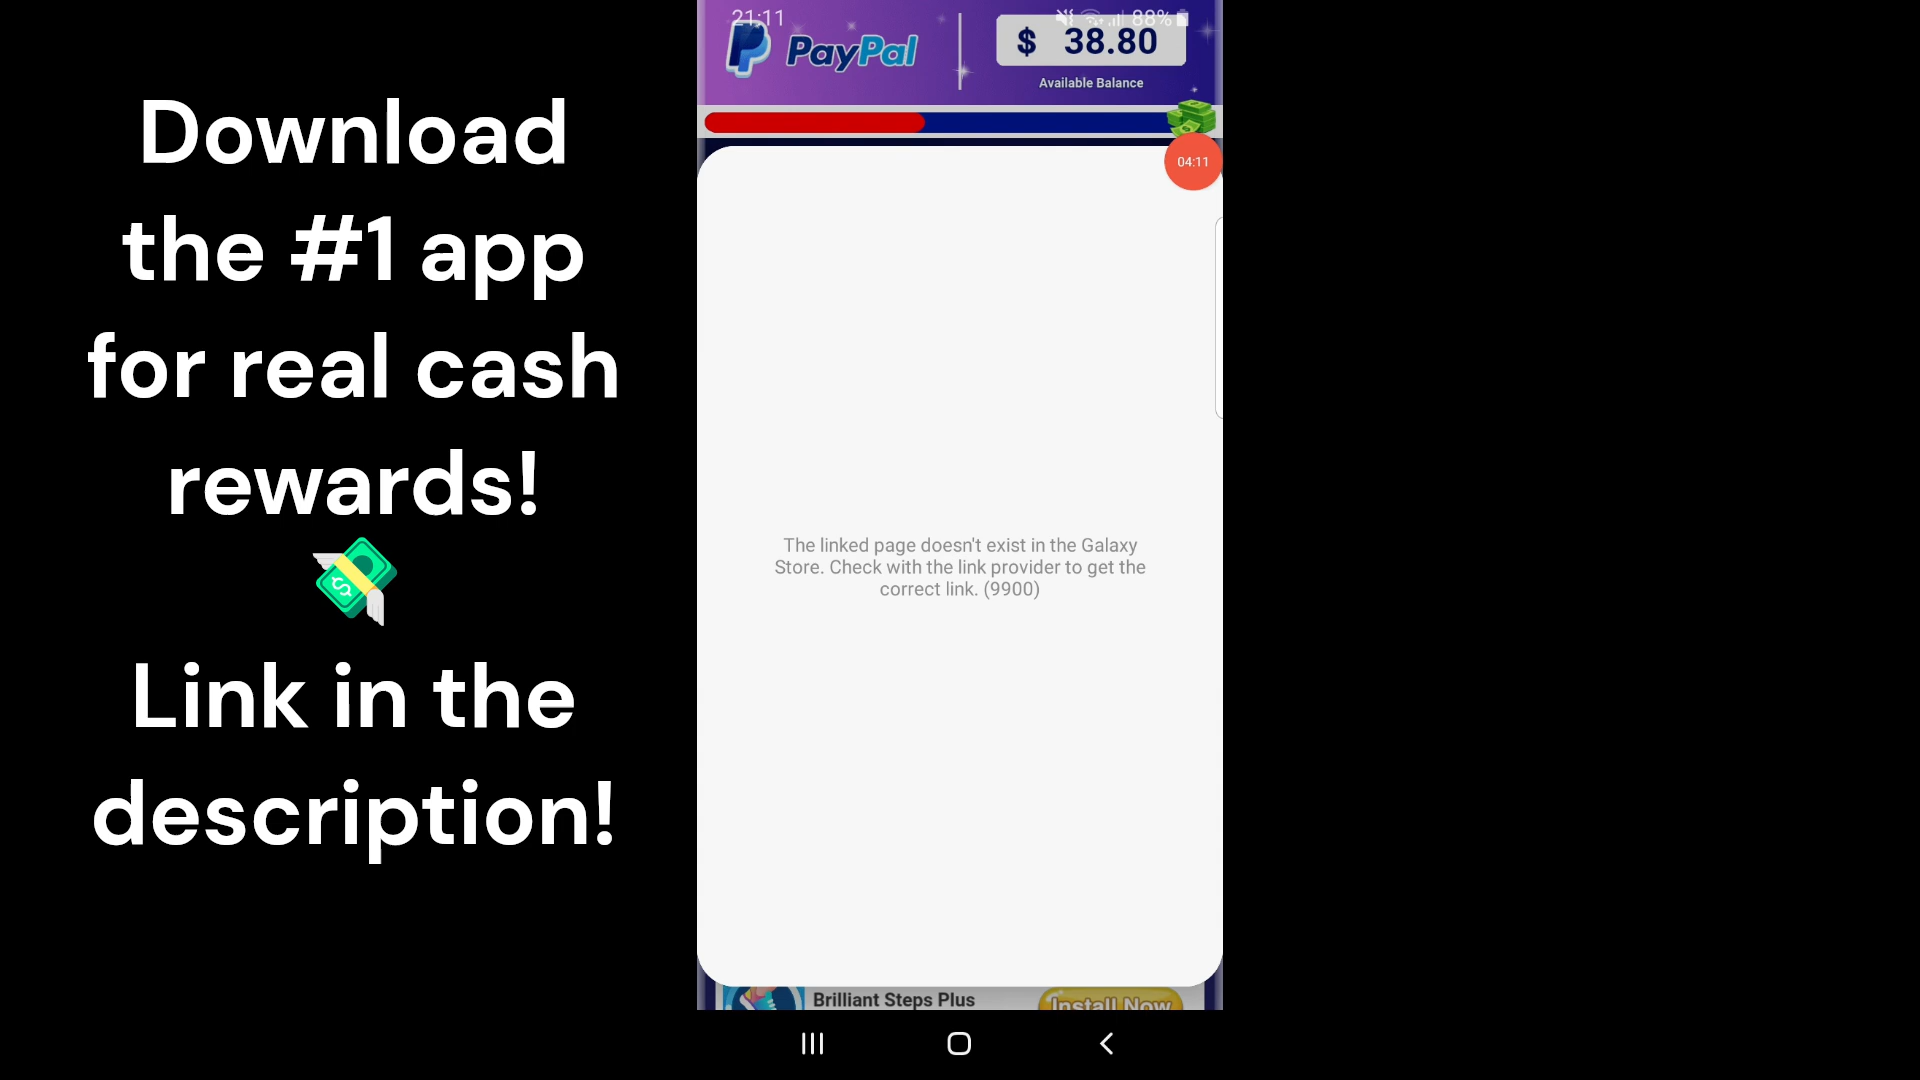 Download
the #1 app
for real cash
rewards!
Link in the
description!
21:11
88%
PayPal
$ 38.80
Available Balance
04:11
The linked page doesn't exist in the Galaxy
Store. Check with the link provider to get the
correct link. (9900)
Brilliant Steps Plus
Install Now